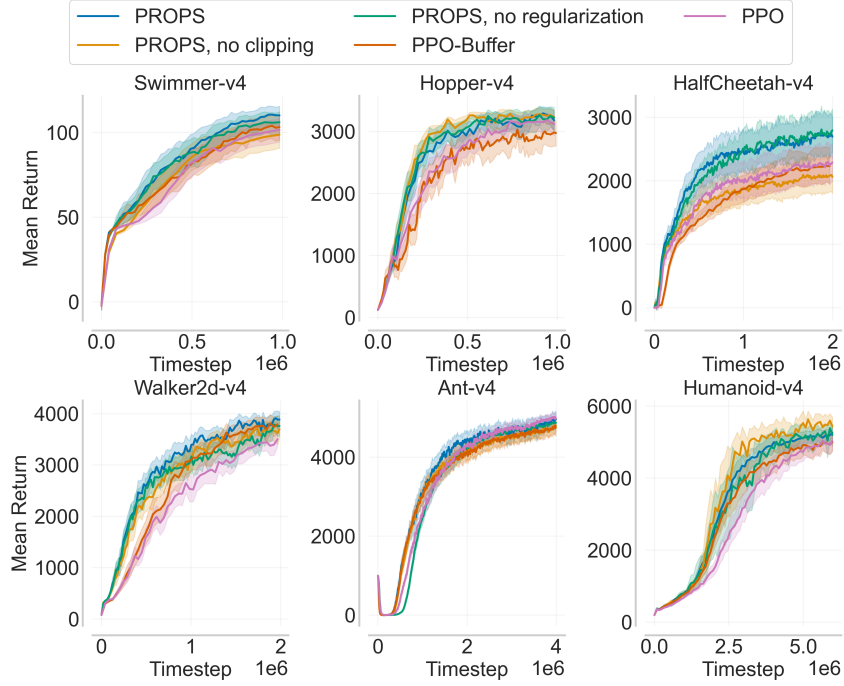 PROPS
PROPS, no regularization
PPO
PROPS, no clipping
PPO-Buffer
Swimmer-v4
Hopper-v4
HalfCheetah-v4
Mean Return
100
50
0
3000
2000
1000
0
3000
2000
1000
0
0.0 0.5 1.0
0.0 0.5 1.0
0 1 2
Timestep 1e6
Timestep 1e6
Timestep 1e6
Walker2d-v4
Ant-v4
Humanoid-v4
Mean Return
4000
3000
2000
1000
0
4000
2000
0
6000
4000
2000
0
0 1 2
0 2 4
0.0 2.5 5.0
Timestep 1e6
Timestep 1e6
Timestep 1e6